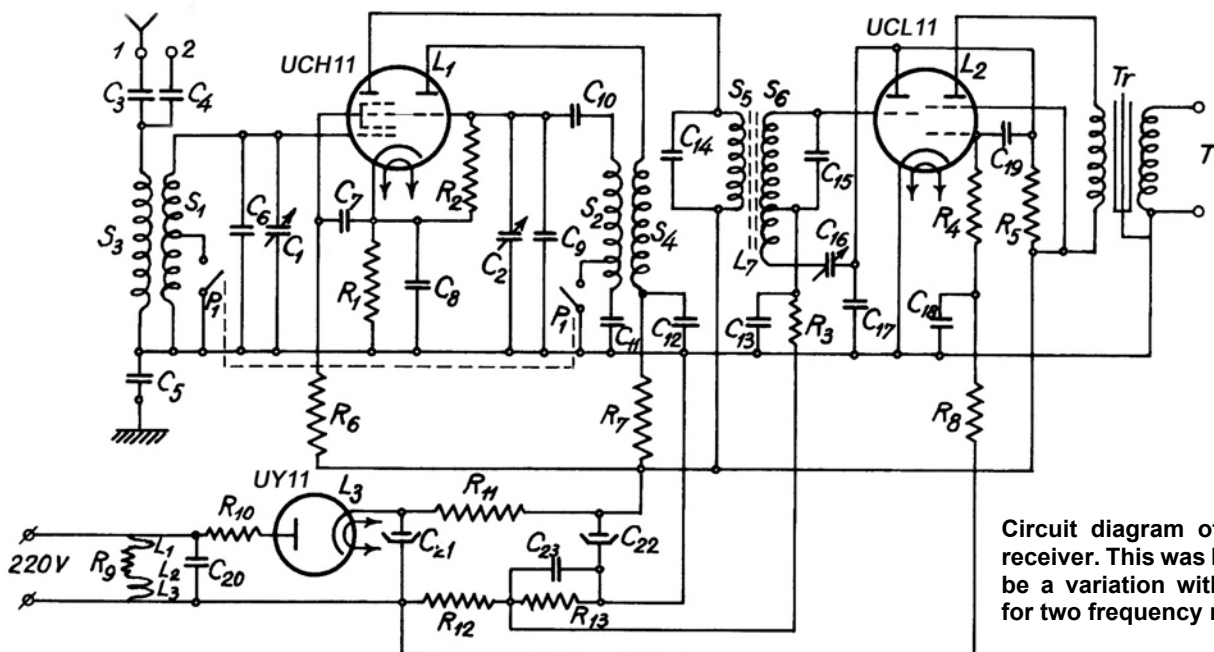 1 2 UCH11 L1 UCL11 L2 Tr
C3 C4 C10 S5 S6
C14 C15 C19 T
S3 S1 C6 C1 C7 R2 C2 C9 S2 S4 C16 R4 R5
P1 R1 C8 P1 C11 C12 L7 C13 R3 C17 C18
C5 R6 R7 R8
UY11 L3 R11
R10 C21 C23 C22
220V R9 L1 L2 L3 C20 R12 R13
Circuit diagram of
receiver. This was
be a variation with
for two frequency